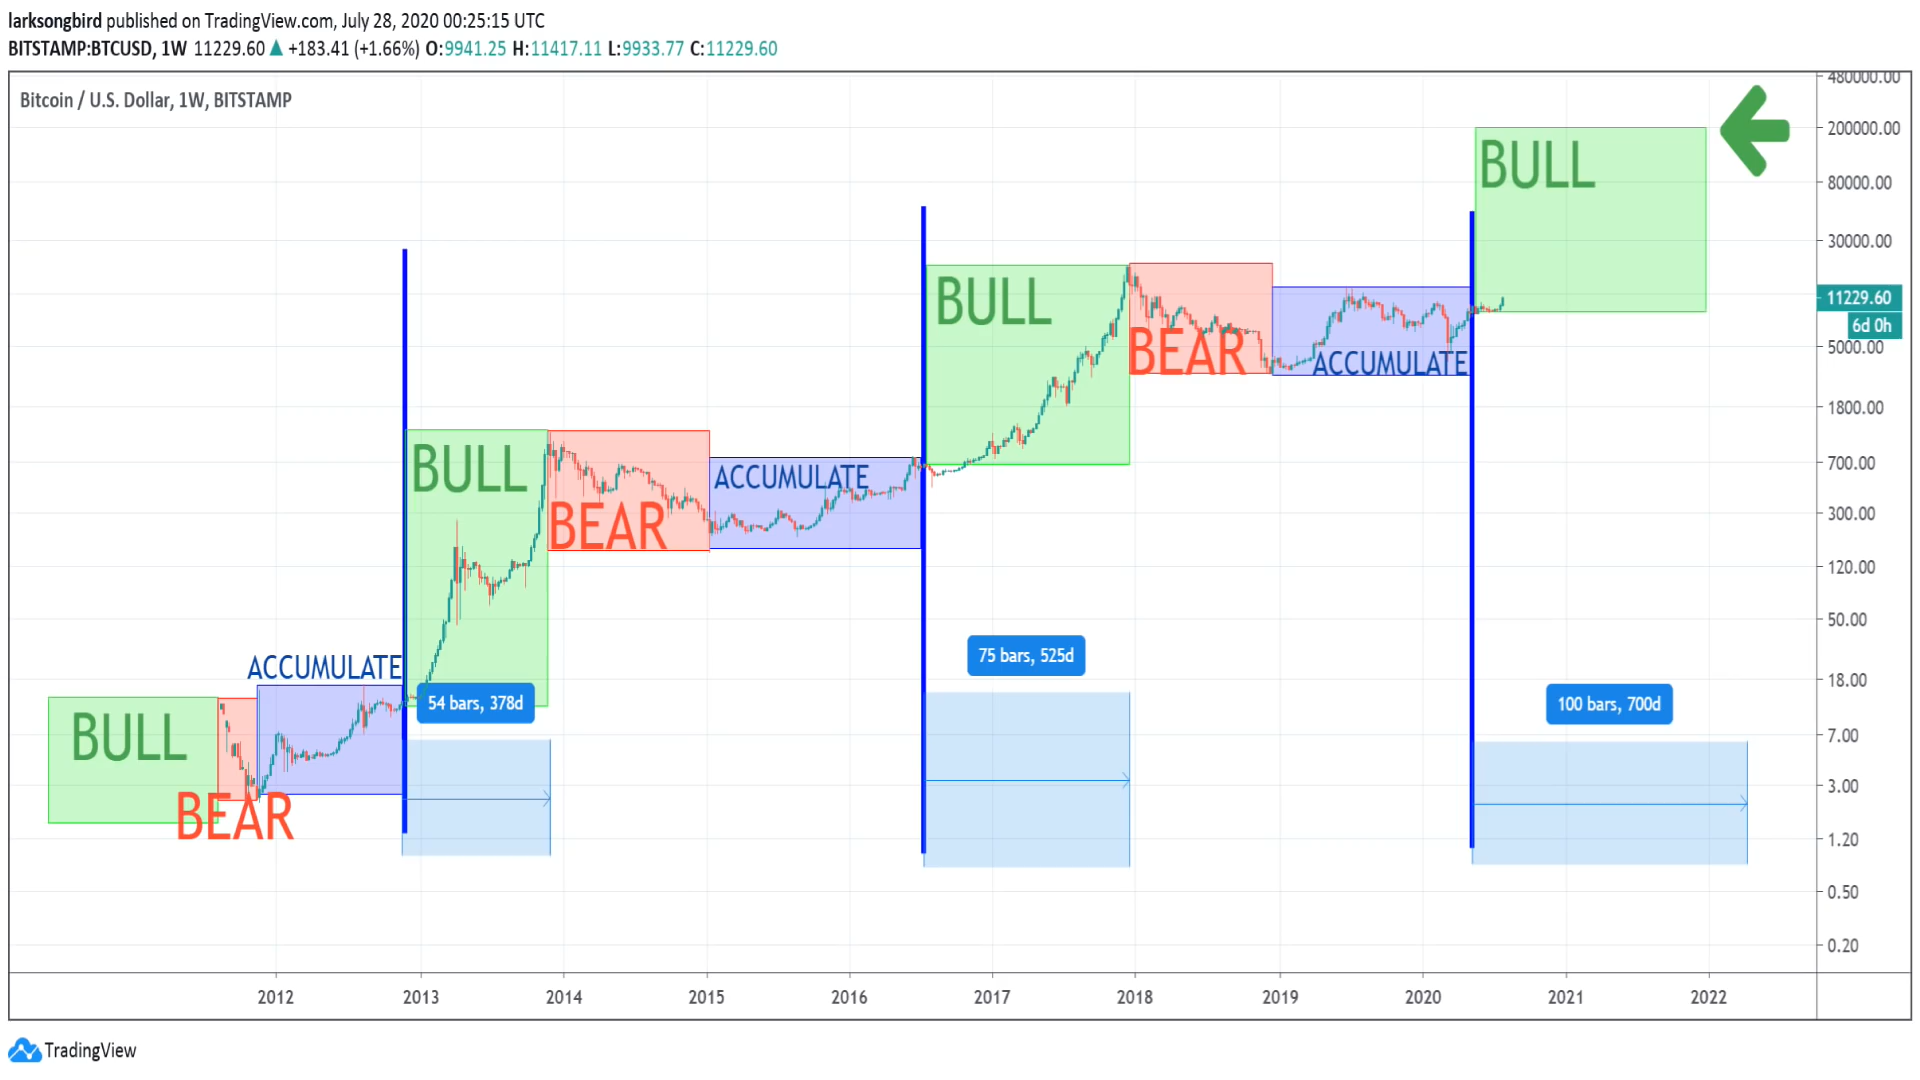 larksongbird published on TradingView.com, July 28, 2020 00:25:15 UTC
BITSTAMP:BTCUSD, 1W 11229.60 ▲ +183.41 (+1.66%) O:9941.25 H:11417.11 L:9933.77 C:11229.60
Bitcoin / U.S. Dollar, 1W, BITSTAMP
480000.00
200000.00
80000.00
30000.00
11229.60
6d 0h
5000.00
1800.00
700.00
300.00
120.00
50.00
18.00
7.00
3.00
1.20
0.50
0.20
BULL
BEAR
ACCUMULATE
BULL
54 bars, 378d
BEAR
ACCUMULATE
BULL
75 bars, 525d
BEAR
ACCUMULATE
BULL
100 bars, 700d
2012 2013 2014 2015 2016 2017 2018 2019 2020 2021 2022
TradingView